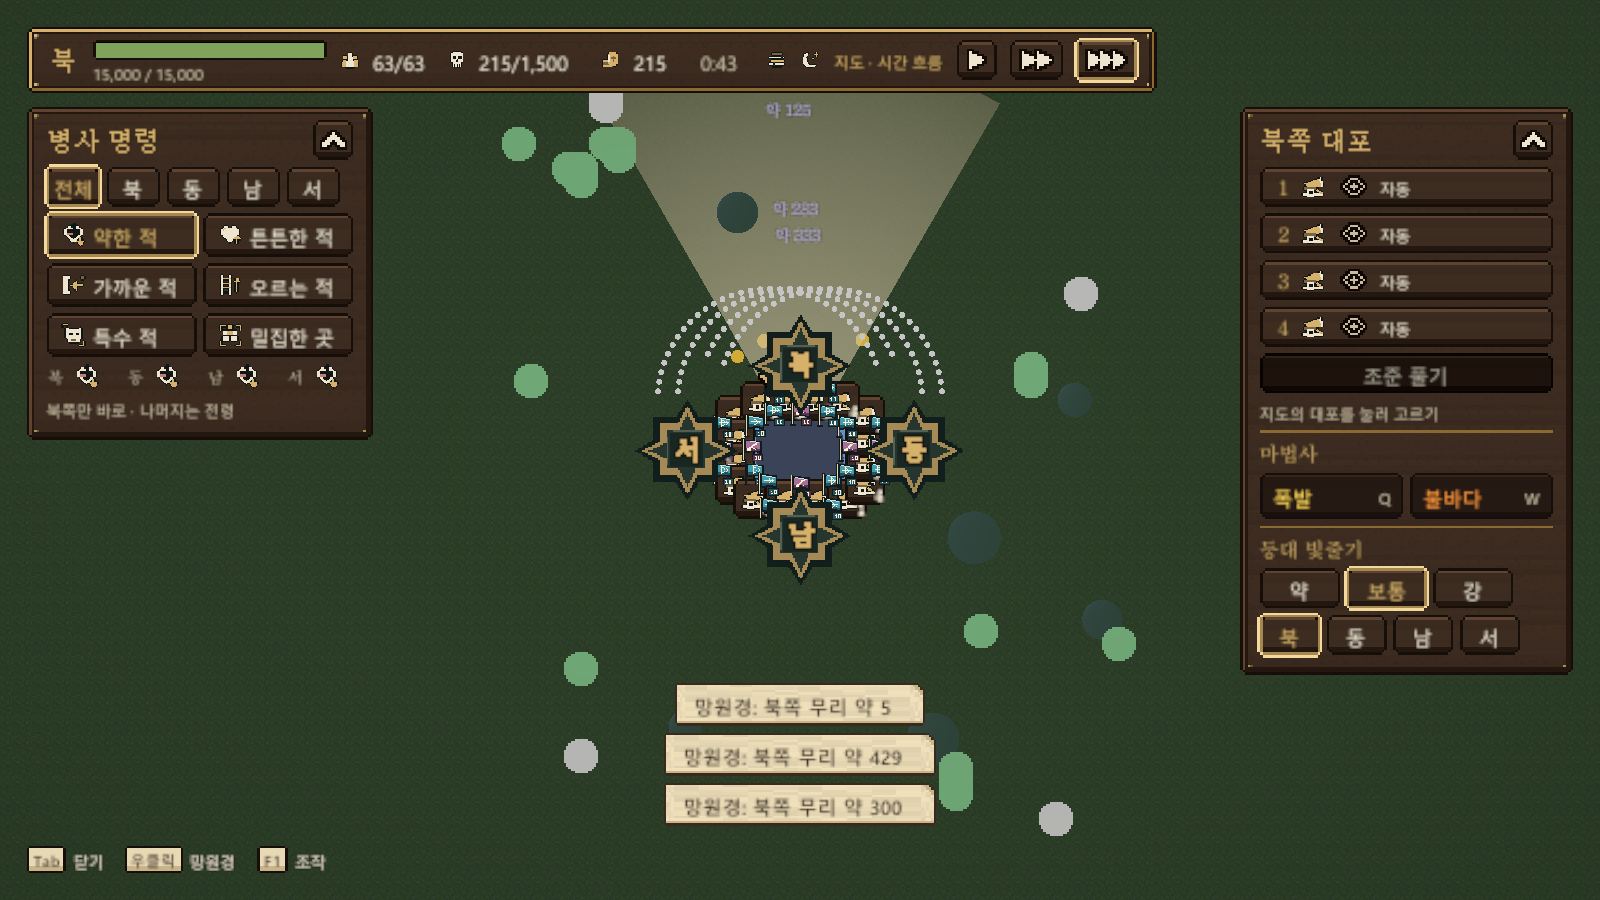 북
15,000 / 15,000
63/63
215/1,500
215
0:43
지도 · 시간 흐름
병사 명령
전체 북 동 남 서
약한 적
튼튼한 적
가까운 적
오르는 적
특수 적
밀집한 곳
북 동 남 서
북쪽만 바로 · 나머지는 전령
약 125
약 283
약 333
북
서
동
남
북쪽 대포
1 자동
2 자동
3 자동
4 자동
조준 풀기
지도의 대포를 눌러 고르기
마법사
폭발 Q
불바다 W
등대 빛줄기
약 보통 강
북 동 남 서
망원경: 북쪽 무리 약 5
망원경: 북쪽 무리 약 429
망원경: 북쪽 무리 약 300
Tab 닫기 우클릭 망원경 F1 조작